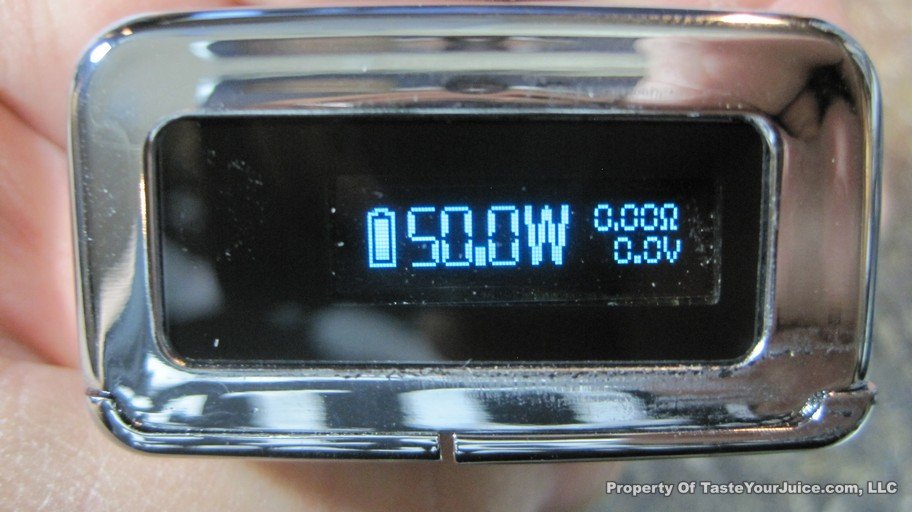 50.0W
0.00Ω
0.0V
Property Of TasteYourJuice.com, LLC